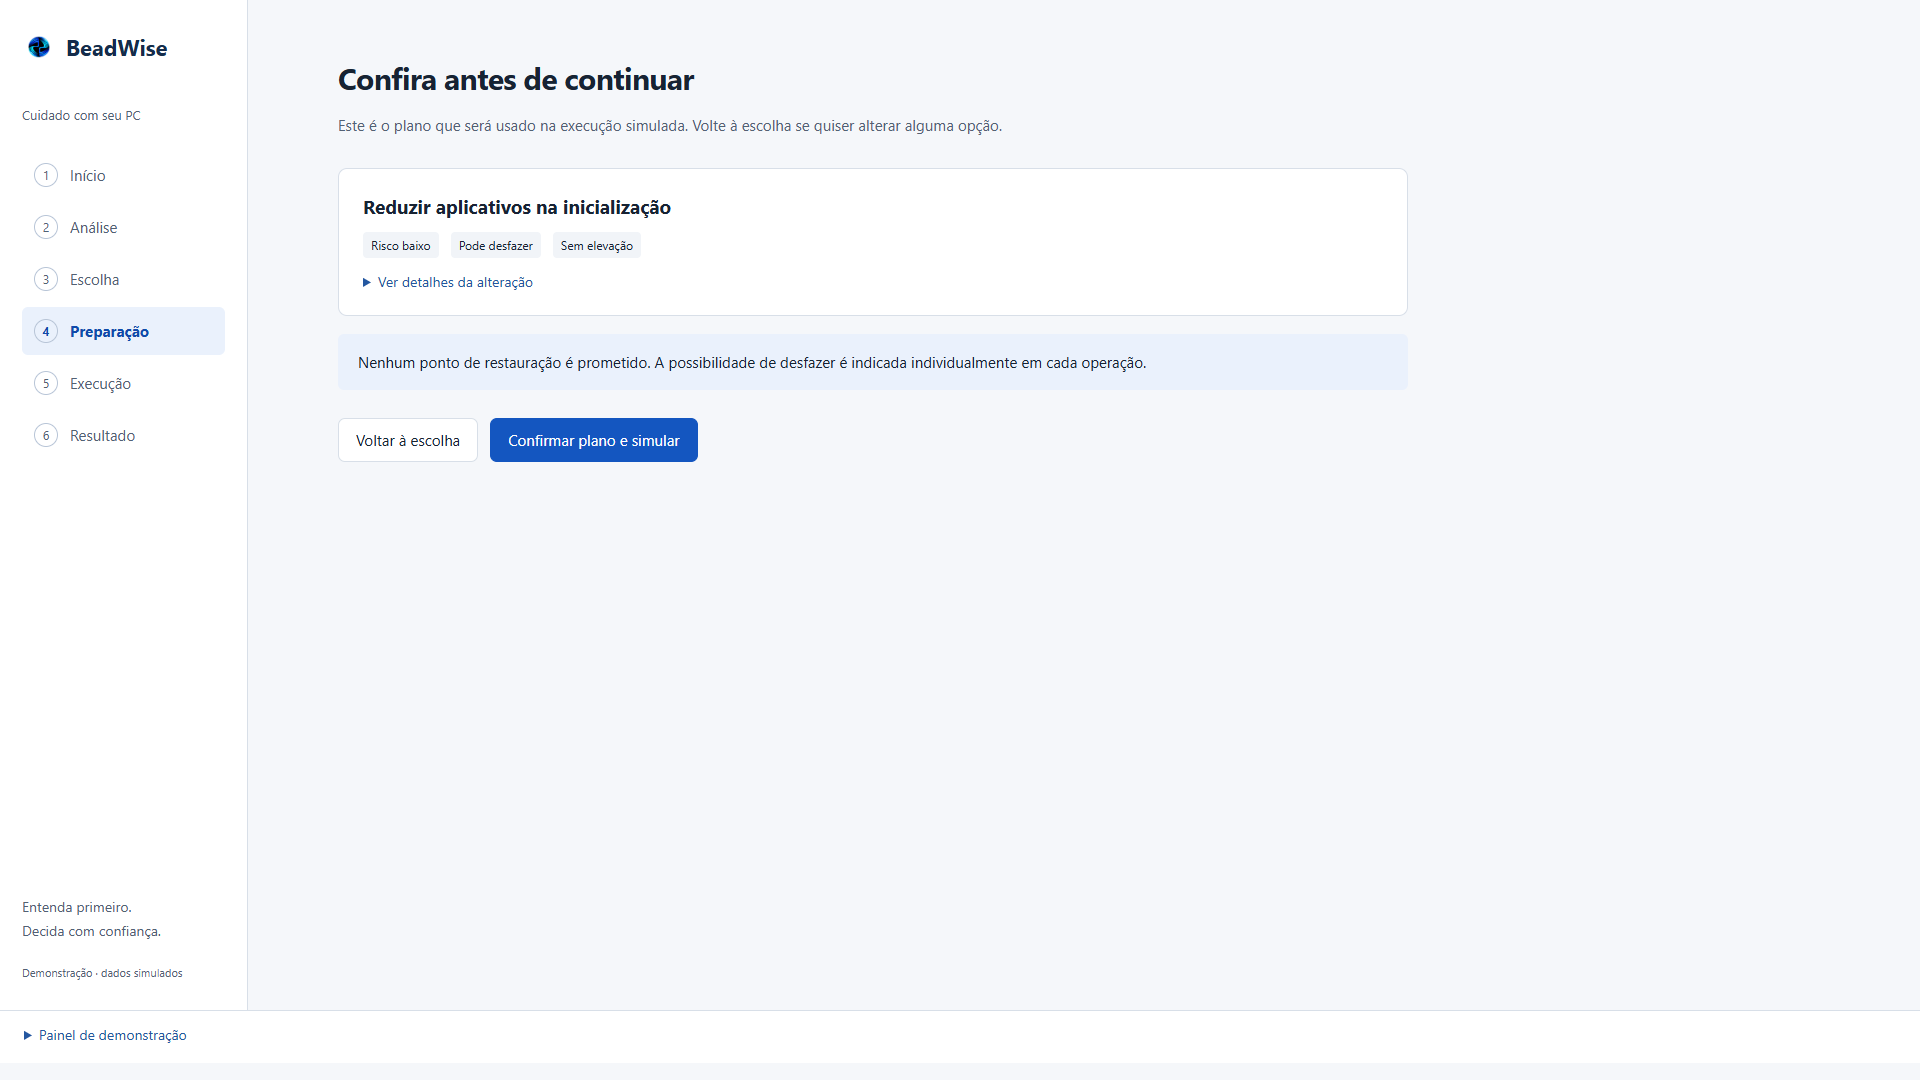 BeadWise
Cuidado com seu PC
1 Início
2 Análise
3 Escolha
4 Preparação
5 Execução
6 Resultado
Entenda primeiro.
Decida com confiança.
Demonstração · dados simulados
Confira antes de continuar
Este é o plano que será usado na execução simulada. Volte à escolha se quiser alterar alguma opção.
Reduzir aplicativos na inicialização
Risco baixo Pode desfazer Sem elevação
Ver detalhes da alteração
Nenhum ponto de restauração é prometido. A possibilidade de desfazer é indicada individualmente em cada operação.
Voltar à escolha Confirmar plano e simular
Painel de demonstração